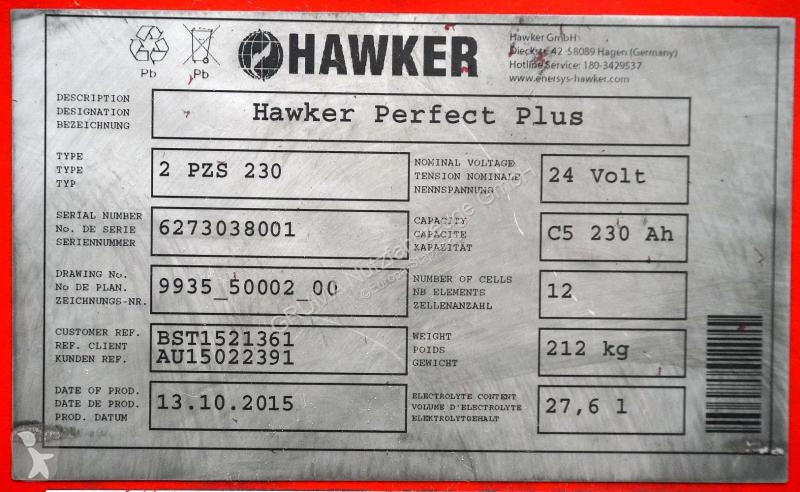 Pb
Pb
HAWKER
Hawker GmbH
Dieckstr. 42 58089 Hagen (Germany)
Hotline Service: 180-3429537
www.enersys-hawker.com
DESCRIPTION
DESIGNATION
BEZEICHNUNG
Hawker Perfect Plus
TYPE
TYPE
TYP
2 PZS 230
NOMINAL VOLTAGE
TENSION NOMINALE
NENNSPANNUNG
24 Volt
SERIAL NUMBER
No. DE SERIE
SERIENNUMMER
6273038001
CAPACITY
CAPACITE
KAPAZITÄT
C5 230 Ah
DRAWING No.
No DE PLAN.
ZEICHNUNGS-NR.
9935_50002_00
NUMBER OF CELLS
NB ELEMENTS
ZELLENANZAHL
12
CUSTOMER REF.
REF. CLIENT
KUNDEN REF.
BST1521361
AU15022391
WEIGHT
POIDS
GEWICHT
212 kg
DATE OF PROD.
DATE DE PROD.
PROD. DATUM
13.10.2015
ELECTROLYTE CONTENT
VOLUME D'ELECTROLYTE
ELEKTROLYTGEHALT
27,6 l